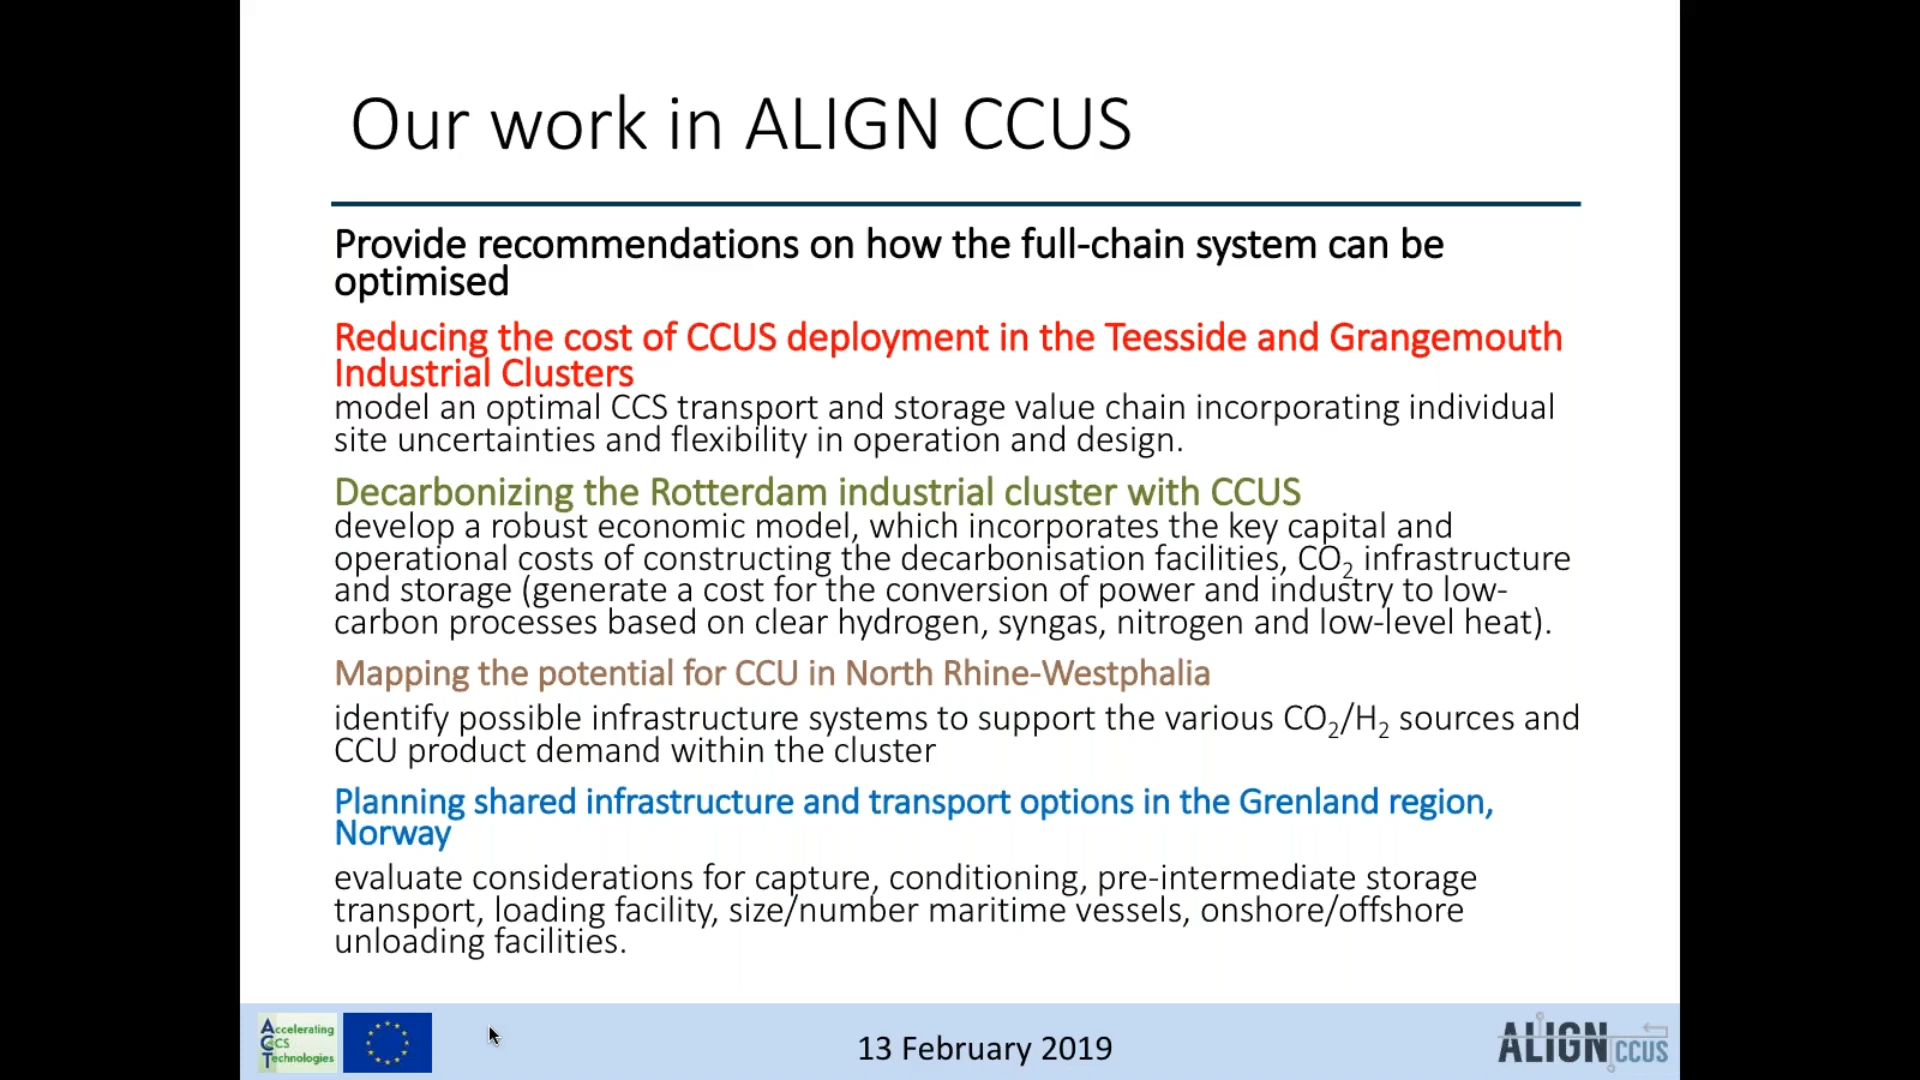 Our work in ALIGN CCUS
Provide recommendations on how the full-chain system can be
optimised
Reducing the cost of CCUS deployment in the Teesside and Grangemouth
Industrial Clusters
model an optimal CCS transport and storage value chain incorporating individual
site uncertainties and flexibility in operation and design.
Decarbonizing the Rotterdam industrial cluster with CCUS
develop a robust economic model, which incorporates the key capital and
operational costs of constructing the decarbonisation facilities, CO₂ infrastructure
and storage (generate a cost for the conversion of power and industry to low-
carbon processes based on clear hydrogen, syngas, nitrogen and low-level heat).
Mapping the potential for CCU in North Rhine-Westphalia
identify possible infrastructure systems to support the various CO₂/H₂ sources and
CCU product demand within the cluster
Planning shared infrastructure and transport options in the Grenland region,
Norway
evaluate considerations for capture, conditioning, pre-intermediate storage
transport, loading facility, size/number maritime vessels, onshore/offshore
unloading facilities.
Accelerating
CCS
Technologies
13 February 2019
ALIGN CCUS